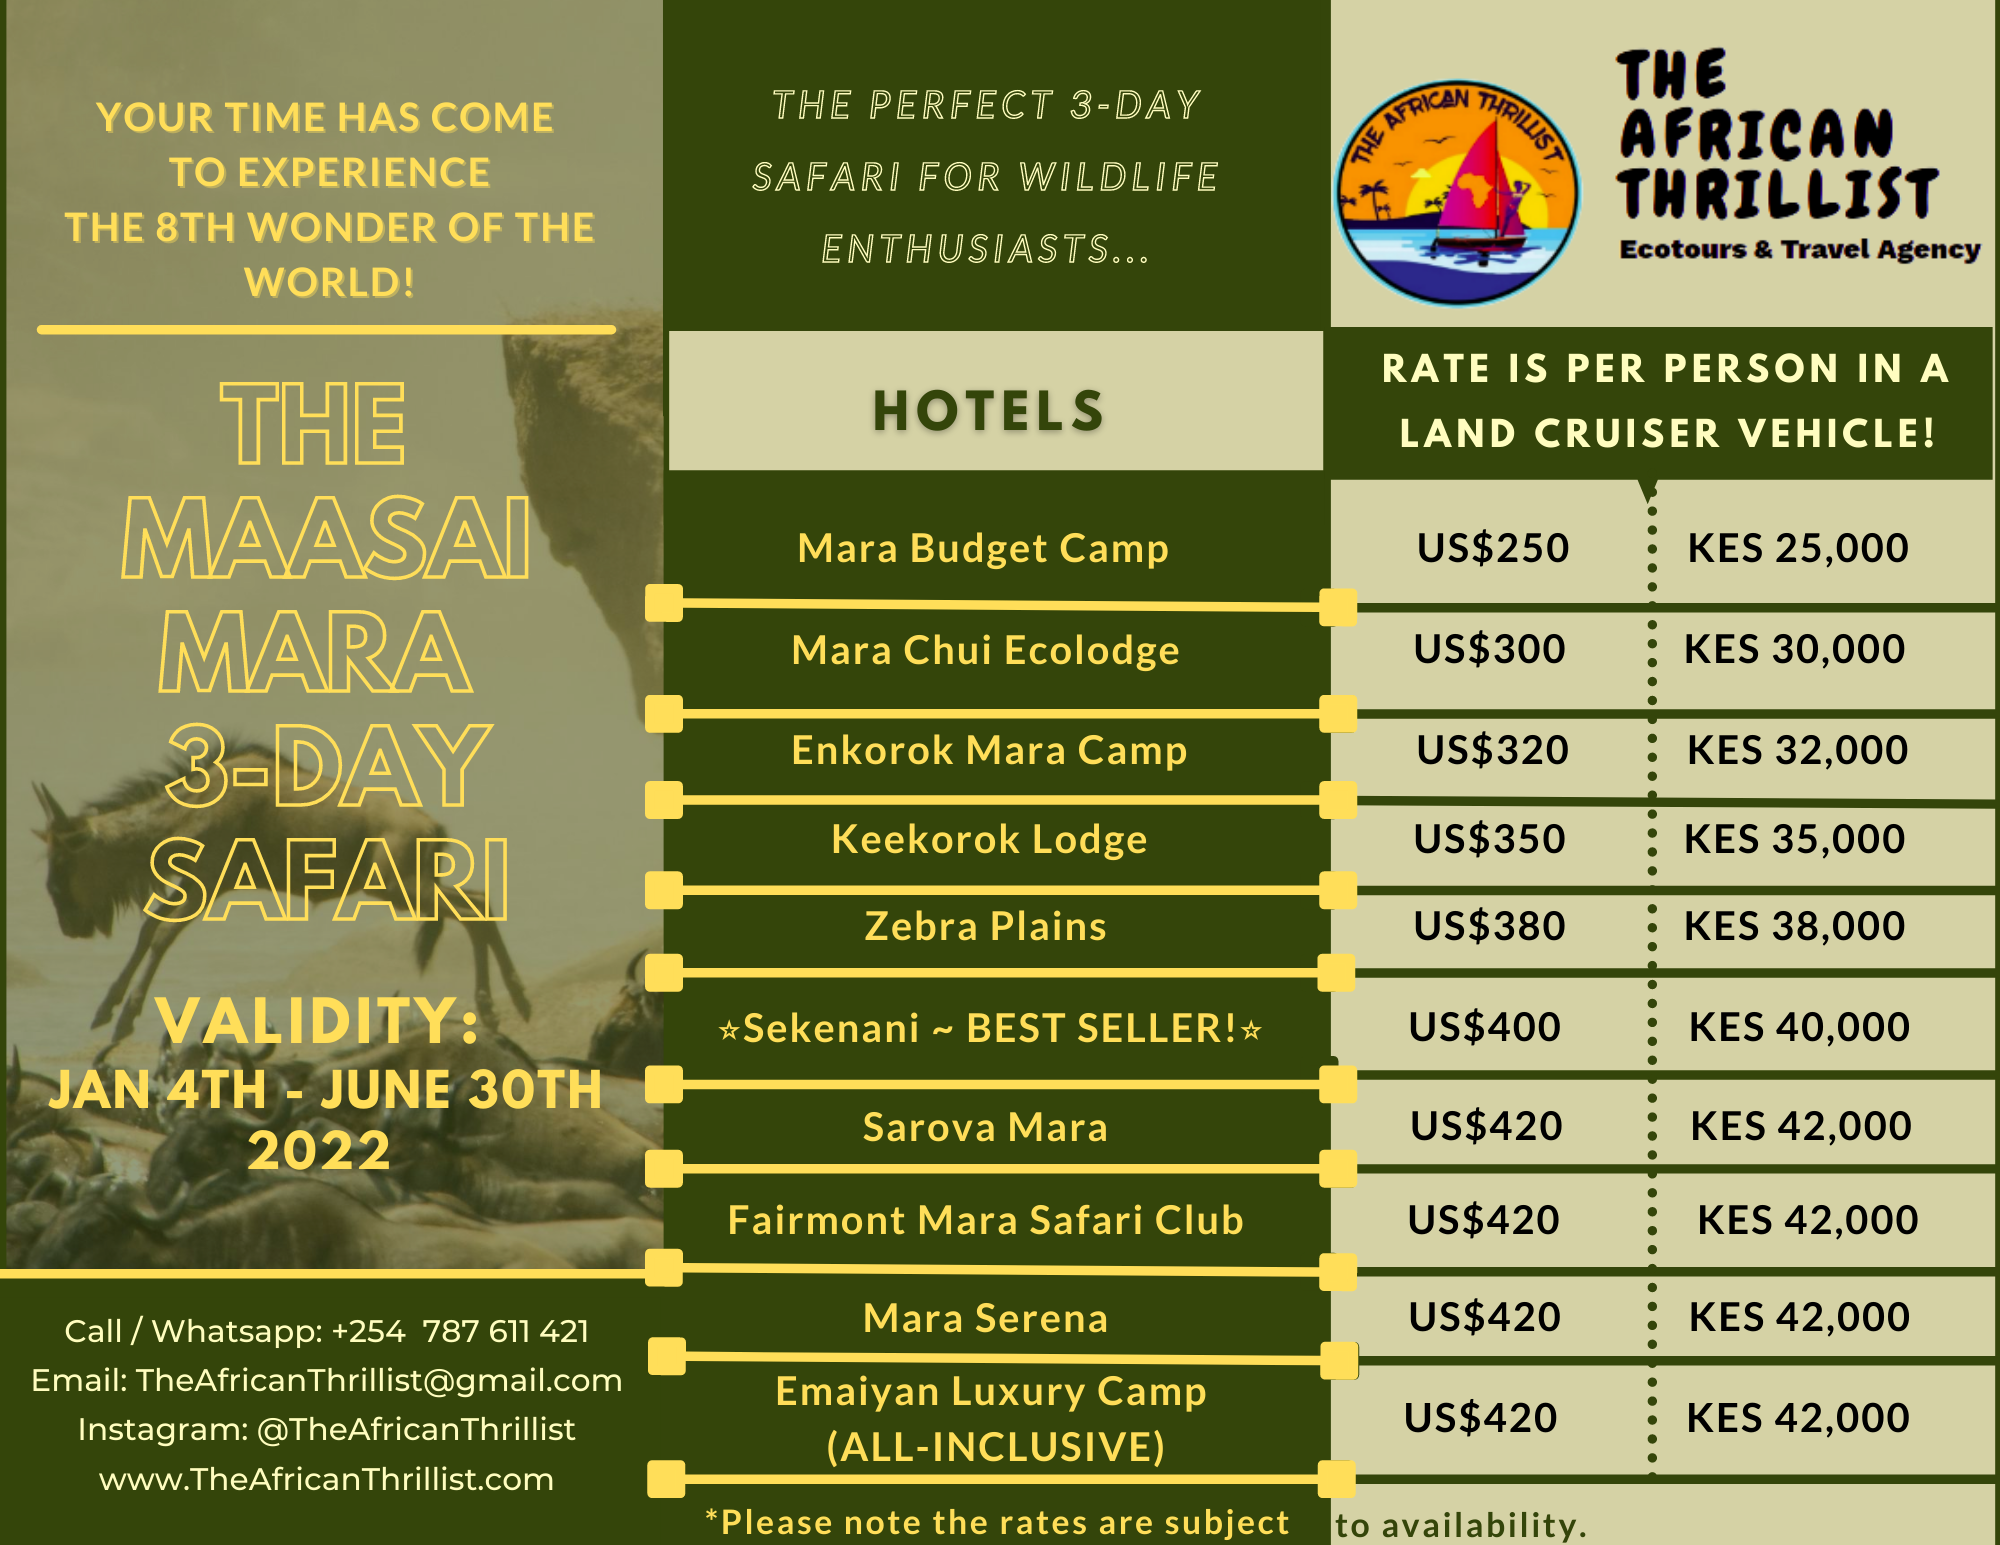 YOUR TIME HAS COME
TO EXPERIENCE
THE 8TH WONDER OF THE
WORLD!
THE
MAASAI
MARA
3-DAY
SAFARI
VALIDITY:
JAN 4TH - JUNE 30TH
2022
Call / Whatsapp: +254 787 611 421
Email: TheAfricanThrillist@gmail.com
Instagram: @TheAfricanThrillist
www.TheAfricanThrillist.com
THE PERFECT 3-DAY
SAFARI FOR WILDLIFE
ENTHUSIASTS...
THE AFRICAN THRILLIST
THE
AFRICAN
THRILLIST
Ecotours & Travel Agency
HOTELS
RATE IS PER PERSON IN A
LAND CRUISER VEHICLE!
Mara Budget Camp US$250 KES 25,000
Mara Chui Ecolodge US$300 KES 30,000
Enkorok Mara Camp US$320 KES 32,000
Keekorok Lodge US$350 KES 35,000
Zebra Plains US$380 KES 38,000
☆Sekenani ~ BEST SELLER!☆ US$400 KES 40,000
Sarova Mara US$420 KES 42,000
Fairmont Mara Safari Club US$420 KES 42,000
Mara Serena US$420 KES 42,000
Emaiyan Luxury Camp
(ALL-INCLUSIVE) US$420 KES 42,000
*Please note the rates are subject to availability.